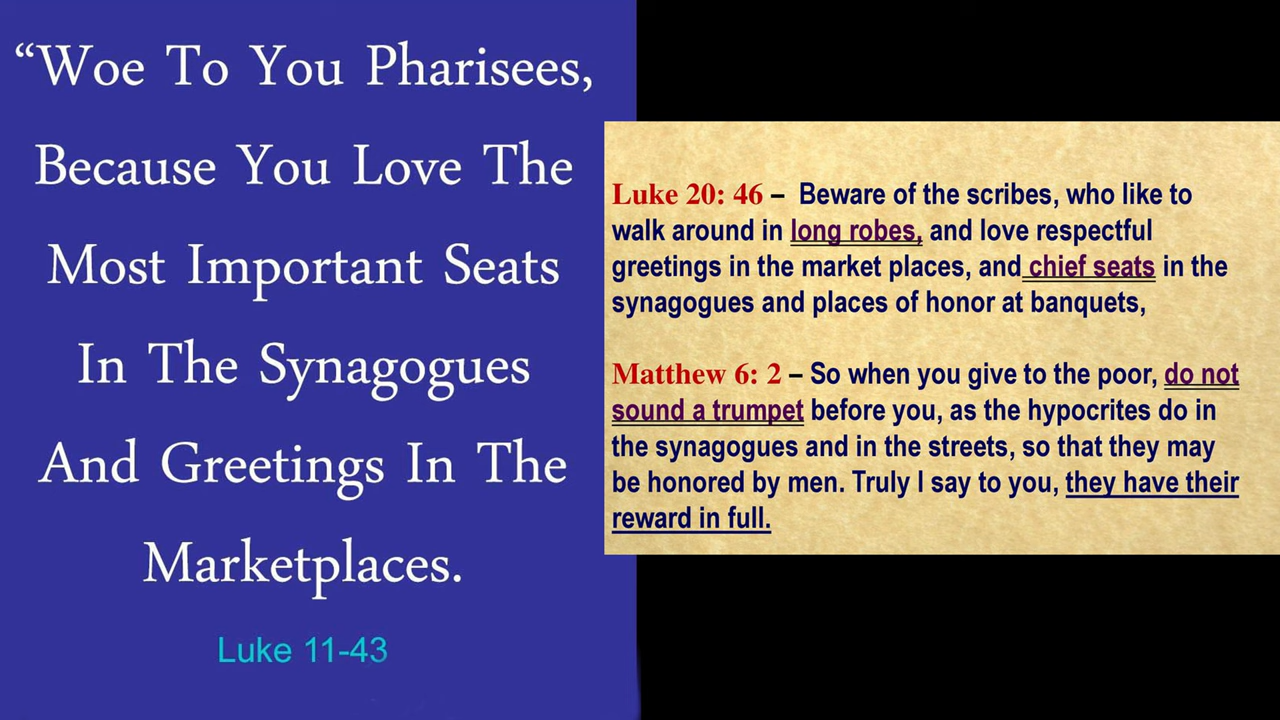 “Woe To You Pharisees,
Because You Love The
Most Important Seats
In The Synagogues
And Greetings In The
Marketplaces.
Luke 11-43
Luke 20: 46 – Beware of the scribes, who like to
walk around in long robes, and love respectful
greetings in the market places, and chief seats in the
synagogues and places of honor at banquets,
Matthew 6: 2 – So when you give to the poor, do not
sound a trumpet before you, as the hypocrites do in
the synagogues and in the streets, so that they may
be honored by men. Truly I say to you, they have their
reward in full.